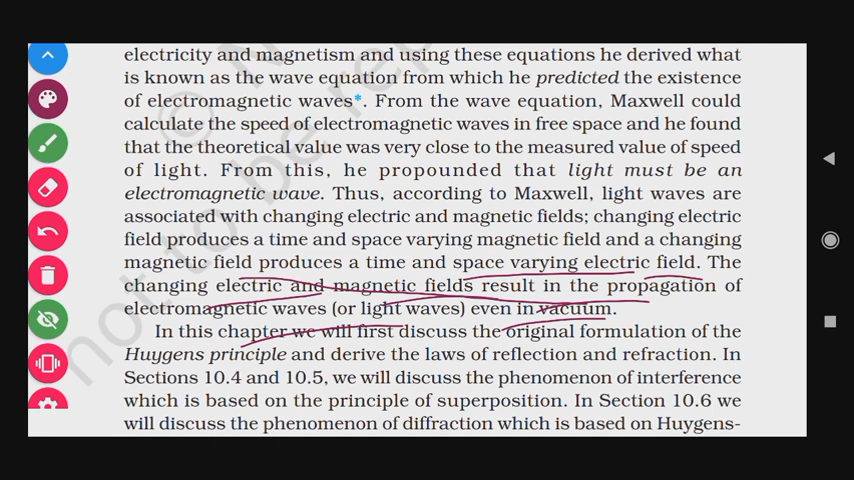 electricity and magnetism and using these equations he derived what
is known as the wave equation from which he predicted the existence
of electromagnetic waves*. From the wave equation, Maxwell could
calculate the speed of electromagnetic waves in free space and he found
that the theoretical value was very close to the measured value of speed
of light. From this, he propounded that light must be an
electromagnetic wave. Thus, according to Maxwell, light waves are
associated with changing electric and magnetic fields; changing electric
field produces a time and space varying magnetic field and a changing
magnetic field produces a time and space varying electric field. The
changing electric and magnetic fields result in the propagation of
electromagnetic waves (or light waves) even in vacuum.
In this chapter we will first discuss the original formulation of the
Huygens principle and derive the laws of reflection and refraction. In
Sections 10.4 and 10.5, we will discuss the phenomenon of interference
which is based on the principle of superposition. In Section 10.6 we
will discuss the phenomenon of diffraction which is based on Huygens-
© N
not to be rep